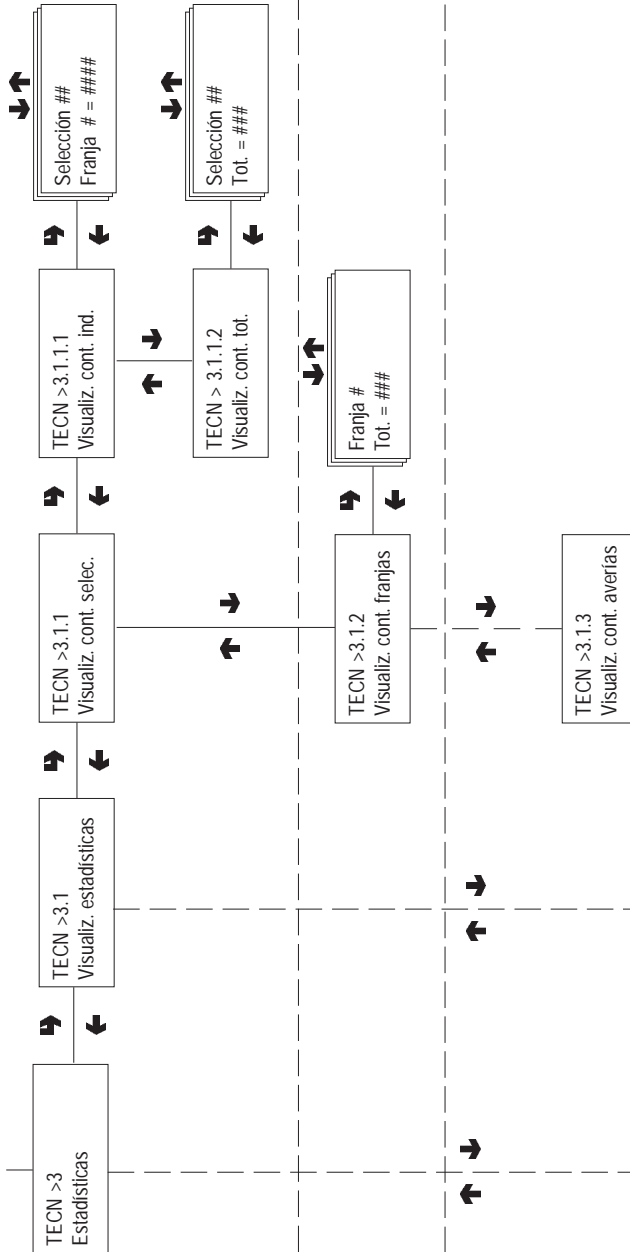 TECN >3
Estadísticas
TECN >3.1
Visualiz. estadísticas
TECN >3.1.1
Visualiz. cont. selec.
TECN >3.1.1.1
Visualiz. cont. ind.
Selección ##
Franja # = ####
TECN > 3.1.1.2
Visualiz. cont. tot.
Selección ##
Tot. = ###
TECN >3.1.2
Visualiz. cont. franjas
Franja #
Tot. = ###
TECN >3.1.3
Visualiz. cont. averías